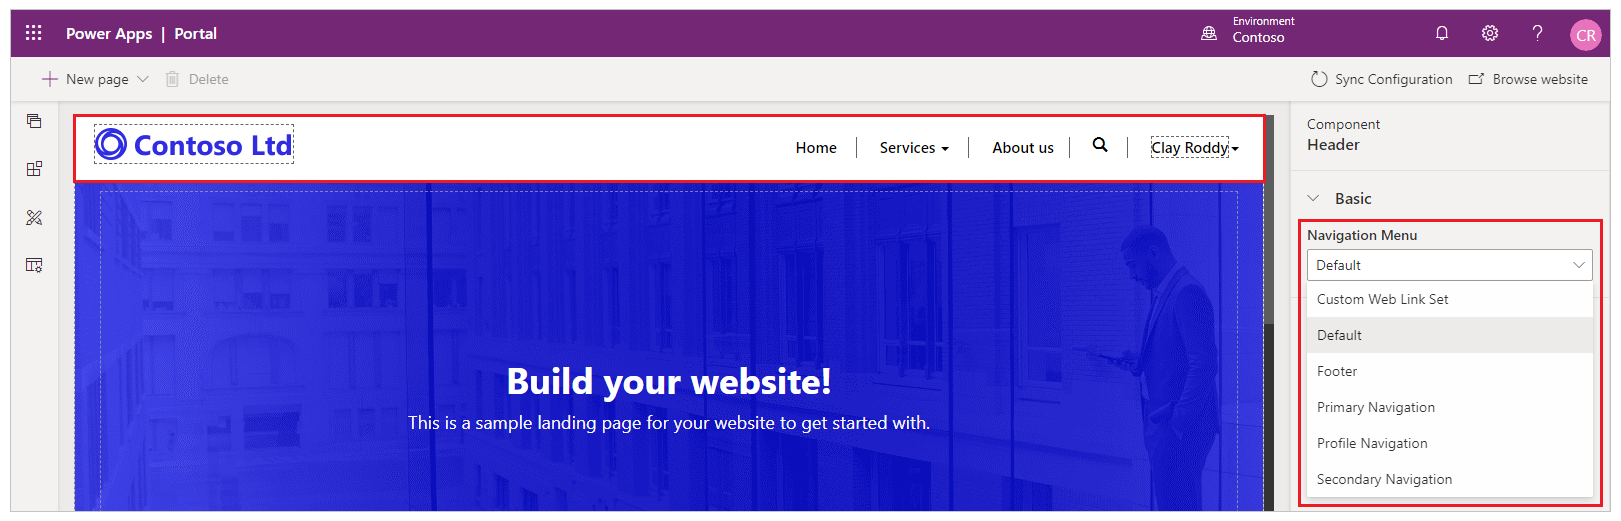 Power Apps | Portal
Environment
Contoso
CR
New page
Delete
Sync Configuration
Browse website
Contoso Ltd
Home
Services
About us
Clay Roddy
Build your website!
This is a sample landing page for your website to get started with.
Component
Header
Basic
Navigation Menu
Default
Custom Web Link Set
Default
Footer
Primary Navigation
Profile Navigation
Secondary Navigation